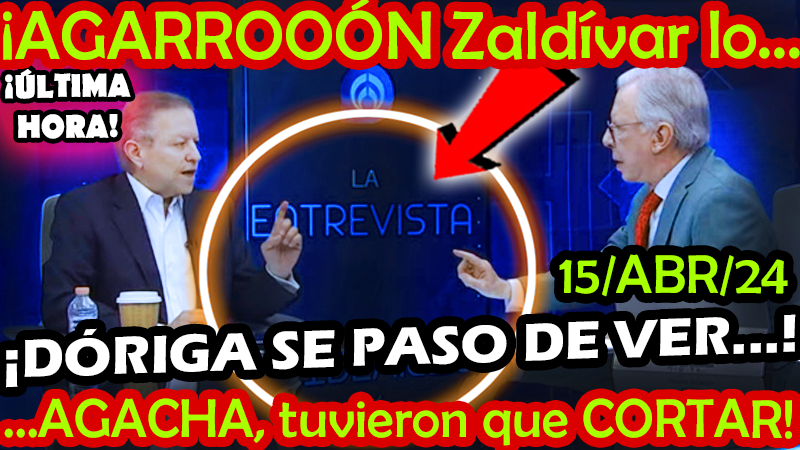 ¡AGARROOÓN Zaldívar lo...
¡ÚLTIMA
HORA!
LA
ENTREVISTA
15/ABR/24
¡DÓRIGA SE PASO DE VER...!
...AGACHA, tuvieron que CORTAR!